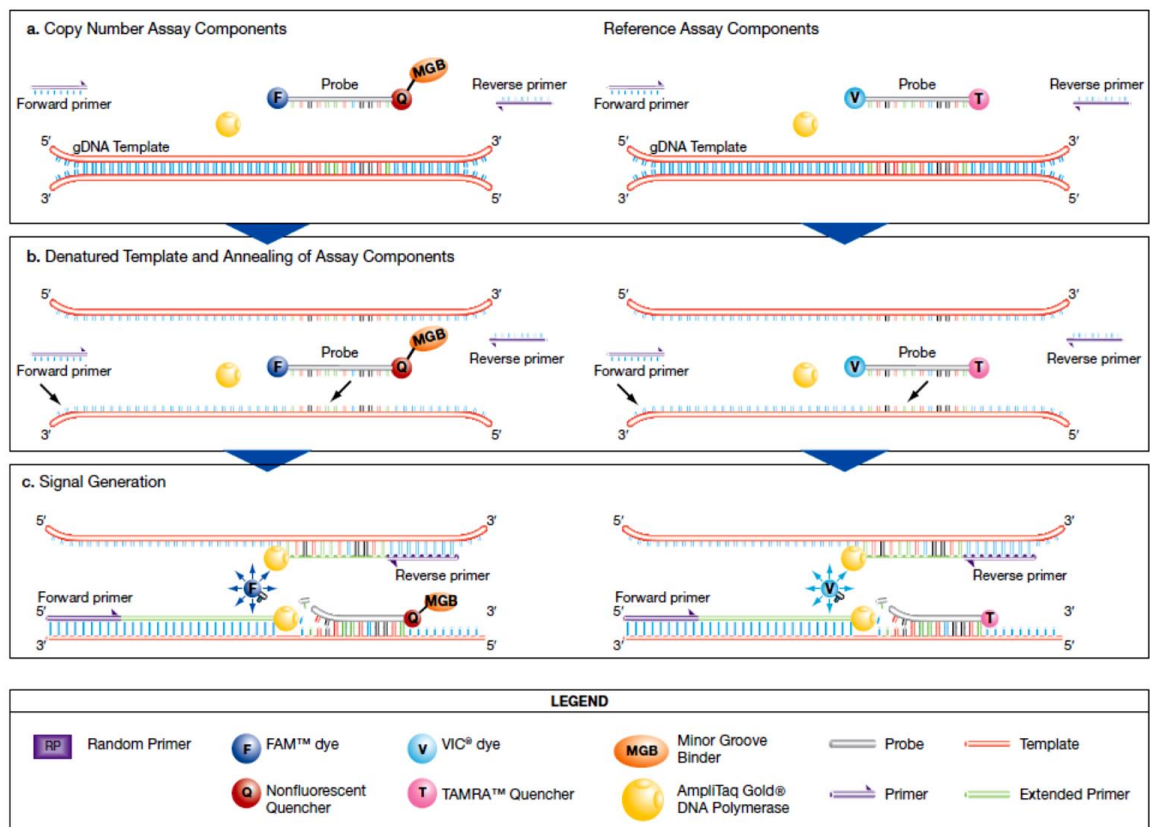 a. Copy Number Assay Components
Reference Assay Components
Forward primer
F
Probe
Q
MGB
Reverse primer
5'
gDNA Template
3'
3'
5'
Forward primer
V
Probe
T
Reverse primer
5'
gDNA Template
3'
3'
5'
b. Denatured Template and Annealing of Assay Components
5'
3'
Forward primer
F
Probe
Q
MGB
Reverse primer
3'
5'
5'
3'
Forward primer
V
Probe
T
Reverse primer
3'
5'
c. Signal Generation
5'
3'
Reverse primer
F
Forward primer
5'
Q
MGB
3'
3'
5'
5'
3'
Reverse primer
V
Forward primer
5'
T
3'
3'
5'
LEGEND
RP Random Primer
F FAM™ dye
V VIC® dye
MGB Minor Groove
Binder
Probe
Template
Q Nonfluorescent
Quencher
T TAMRA™ Quencher
AmpliTaq Gold®
DNA Polymerase
Primer
Extended Primer